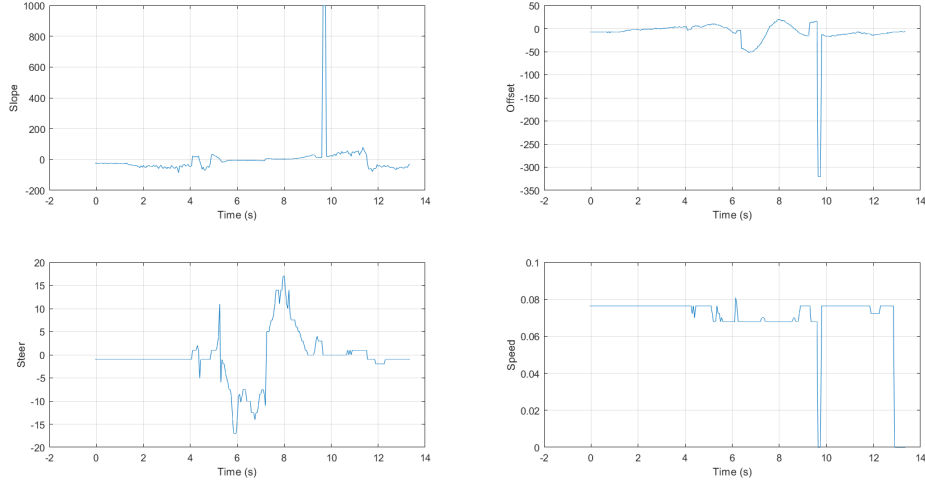 1000
800
600
400
200
0
-200
Slope
-2 0 2 4 6 8 10 12 14
Time (s)
50
0
-50
-100
-150
-200
-250
-300
-350
Offset
-2 0 2 4 6 8 10 12 14
Time (s)
20
15
10
5
0
-5
-10
-15
-20
Steer
-2 0 2 4 6 8 10 12 14
Time (s)
0.1
0.08
0.06
0.04
0.02
0
Speed
-2 0 2 4 6 8 10 12 14
Time (s)